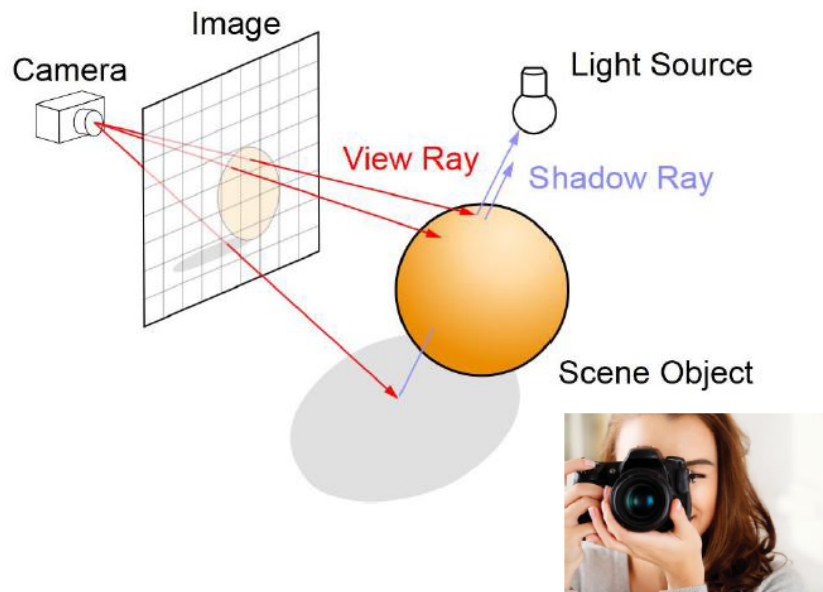 Image
Camera
Light Source
View Ray
Shadow Ray
Scene Object